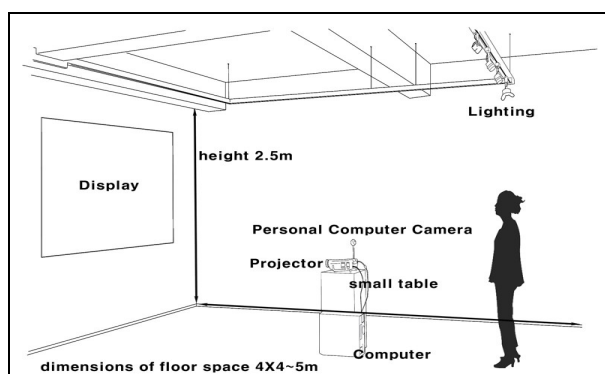 Lighting
height 2.5m
Display
Personal Computer Camera
Projector
small table
Computer
dimensions of floor space 4X4~5m